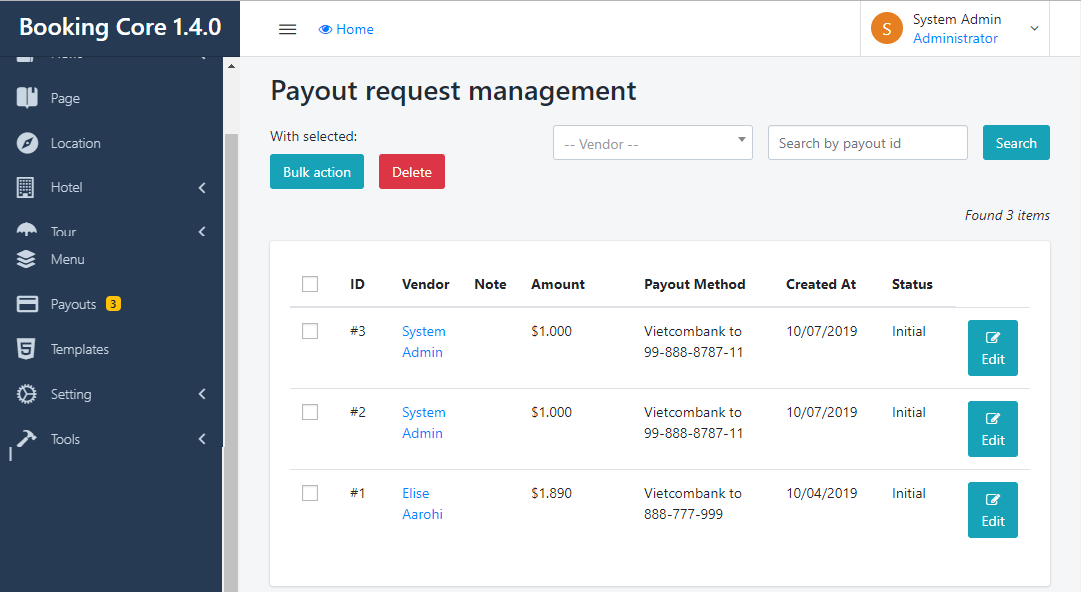 Booking Core 1.4.0
Home
S
System Admin
Administrator
Page
Location
Hotel
Tour
Menu
Payouts 3
Templates
Setting
Tools
Payout request management
With selected:
Bulk action
Delete
-- Vendor --
Search by payout id
Search
Found 3 items
ID Vendor Note Amount Payout Method Created At Status
#3 System $1.000 Vietcombank to 10/07/2019 Initial
Admin 99-888-8787-11
Edit
#2 System $1.000 Vietcombank to 10/07/2019 Initial
Admin 99-888-8787-11
Edit
#1 Elise $1.890 Vietcombank to 10/04/2019 Initial
Aarohi 888-777-999
Edit